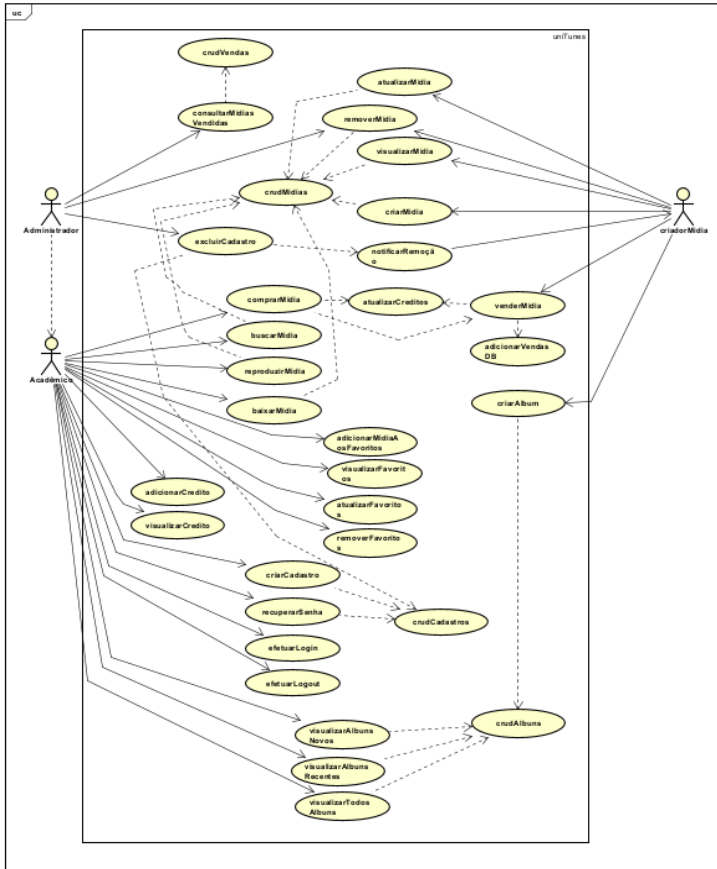 uc
uniTunes
crudVendas
atualizarMidia
consultarMidias
Vendidas
removerMidia
visualizarMidia
crudMidias
criarMidia
Administrador
criadorMidia
excluirCadastro
notificarRemoçã
o
comprarMidia
atualizarCreditos
venderMidia
buscarMidia
adicionarVendas
DB
reproduzirMidia
Acadêmico
baixarMidia
criarAlbum
adicionarMidiaA
osFavoritos
visualizarFavori
tos
adicionarCredito
atualizarFavorito
s
visualizarCredito
removerFavorito
s
criarCadastro
recuperarSenha
crudCadastros
efetuarLogin
efetuarLogout
crudAlbuns
visualizarAlbuns
Novos
visualizarAlbuns
Recentes
visualizarTodos
Albuns